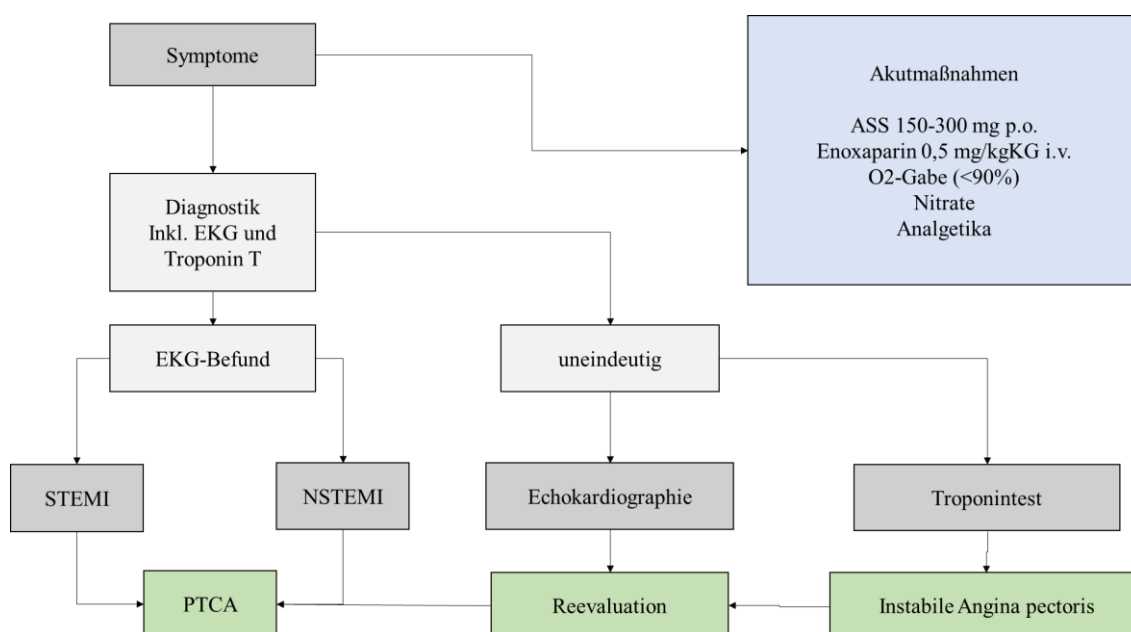 Symptome
Akutmaßnahmen
ASS 150-300 mg p.o.
Enoxaparin 0,5 mg/kgKG i.v.
O2-Gabe (<90%)
Nitrate
Analgetika
Diagnostik
Inkl. EKG und
Troponin T
EKG-Befund
uneindeutig
STEMI
NSTEMI
Echokardiographie
Troponintest
PTCA
Reevaluation
Instabile Angina pectoris